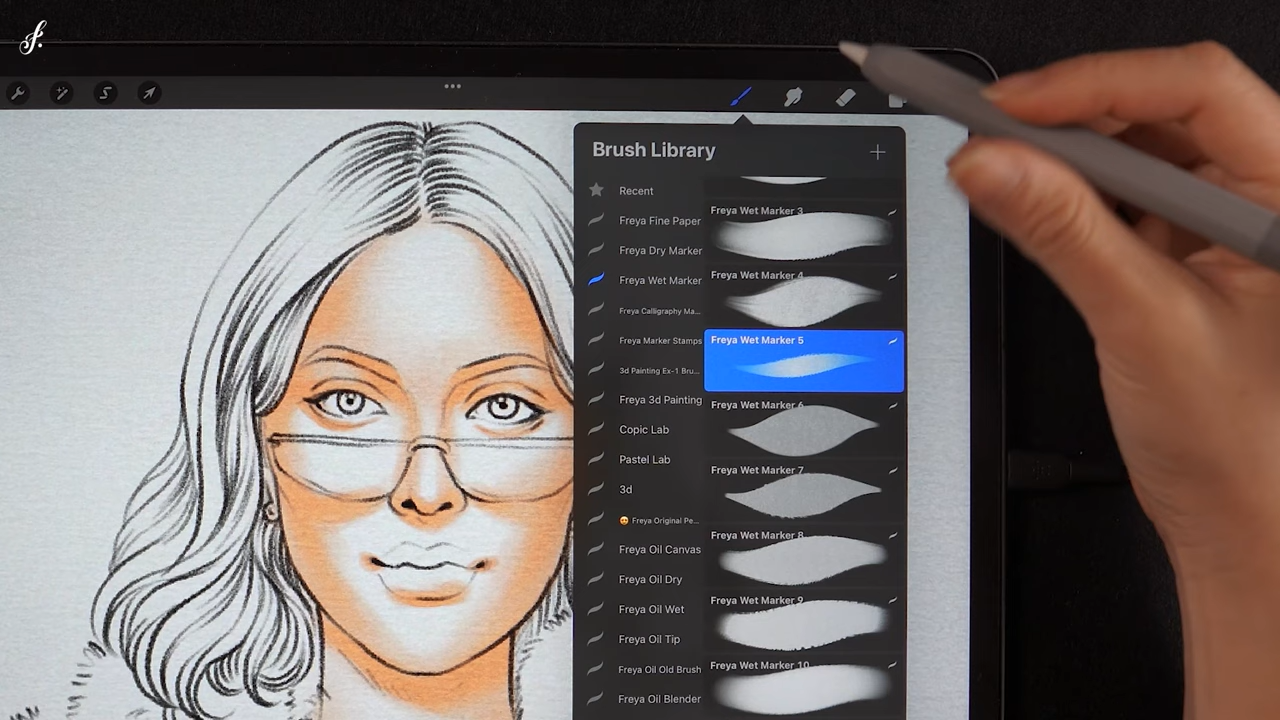 f.
Brush Library
Recent
Freya Fine Paper
Freya Dry Marker
Freya Wet Marker
Freya Calligraphy Ma...
Freya Marker Stamps
3d Painting Ex-1 Bru...
Freya 3d Painting
Copic Lab
Pastel Lab
3d
Freya Original Pe...
Freya Oil Canvas
Freya Oil Dry
Freya Oil Wet
Freya Oil Tip
Freya Oil Old Brush
Freya Oil Blender
Freya Wet Marker 3
Freya Wet Marker 4
Freya Wet Marker 5
Freya Wet Marker 6
Freya Wet Marker 7
Freya Wet Marker 8
Freya Wet Marker 9
Freya Wet Marker 10